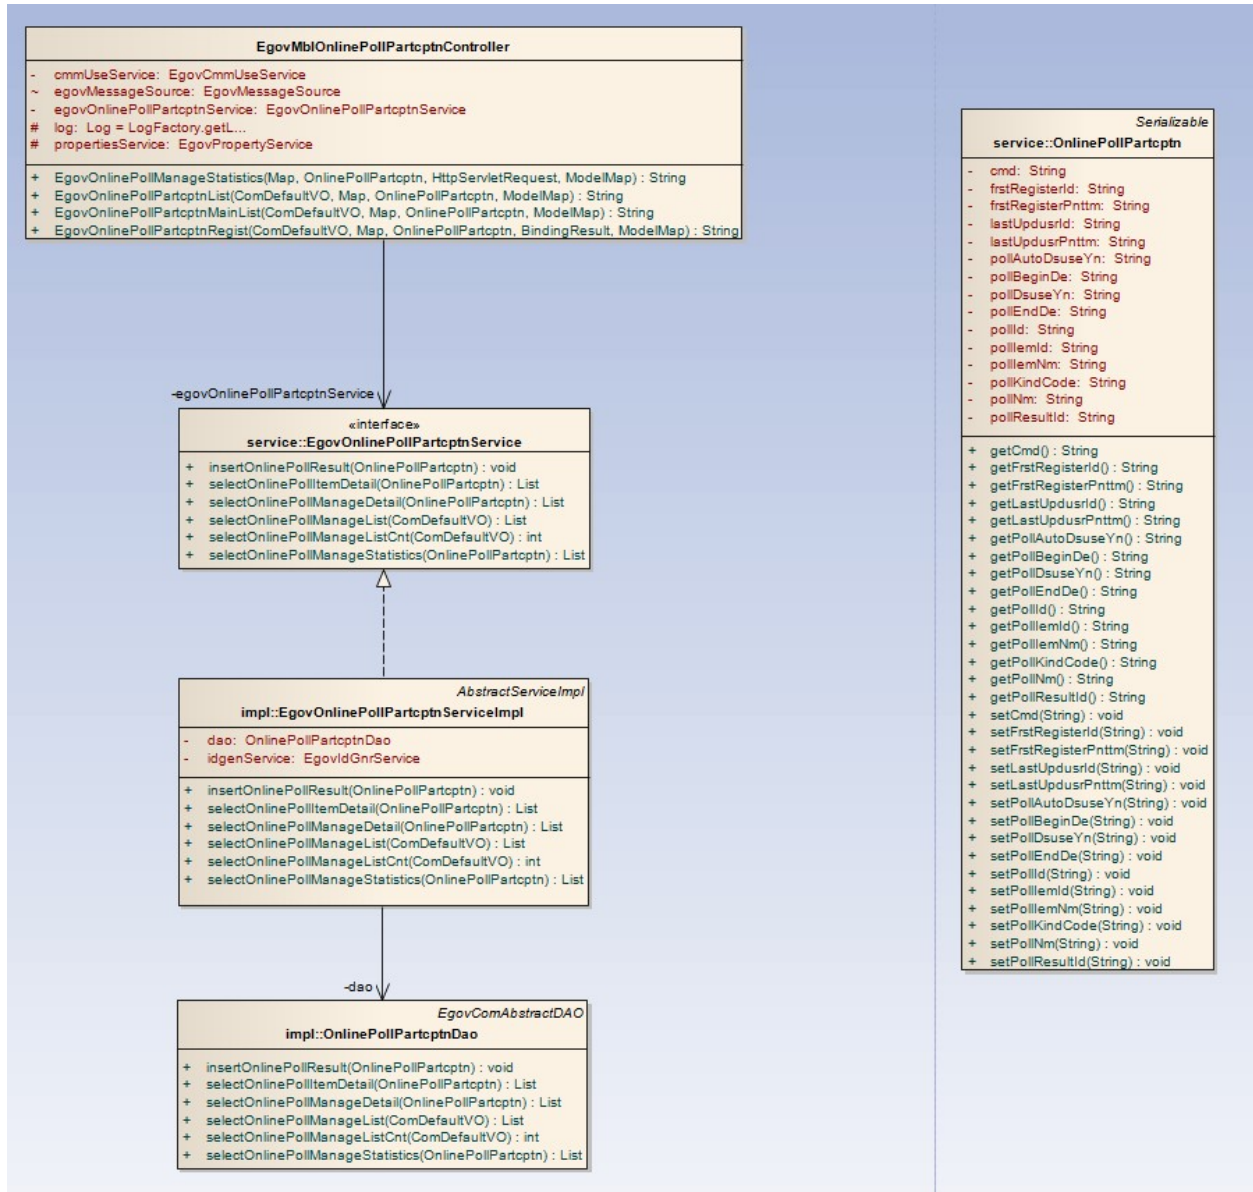 EgovMblOnlinePollPartcptnController
- cmmUseService: EgovCmmUseService
~ egovMessageSource: EgovMessageSource
- egovOnlinePollPartcptnService: EgovOnlinePollPartcptnService
# log: Log = LogFactory.getL...
# propertiesService: EgovPropertyService
+ EgovOnlinePollManageStatistics(Map, OnlinePollPartcptn, HttpServletRequest, ModelMap) : String
+ EgovOnlinePollPartcptnList(ComDefaultVO, Map, OnlinePollPartcptn, ModelMap) : String
+ EgovOnlinePollPartcptnMainList(ComDefaultVO, Map, OnlinePollPartcptn, ModelMap) : String
+ EgovOnlinePollPartcptnRegist(ComDefaultVO, Map, OnlinePollPartcptn, BindingResult, ModelMap) : String
-egovOnlinePollPartcptnService
«interface»
service::EgovOnlinePollPartcptnService
+ insertOnlinePollResult(OnlinePollPartcptn) : void
+ selectOnlinePollItemDetail(OnlinePollPartcptn) : List
+ selectOnlinePollManageDetail(OnlinePollPartcptn) : List
+ selectOnlinePollManageList(ComDefaultVO) : List
+ selectOnlinePollManageListCnt(ComDefaultVO) : int
+ selectOnlinePollManageStatistics(OnlinePollPartcptn) : List
AbstractServiceImpl
impl::EgovOnlinePollPartcptnServiceImpl
- dao: OnlinePollPartcptnDao
- idgenService: EgovIdGnrService
+ insertOnlinePollResult(OnlinePollPartcptn) : void
+ selectOnlinePollItemDetail(OnlinePollPartcptn) : List
+ selectOnlinePollManageDetail(OnlinePollPartcptn) : List
+ selectOnlinePollManageList(ComDefaultVO) : List
+ selectOnlinePollManageListCnt(ComDefaultVO) : int
+ selectOnlinePollManageStatistics(OnlinePollPartcptn) : List
-dao
EgovComAbstractDAO
impl::OnlinePollPartcptnDao
+ insertOnlinePollResult(OnlinePollPartcptn) : void
+ selectOnlinePollItemDetail(OnlinePollPartcptn) : List
+ selectOnlinePollManageDetail(OnlinePollPartcptn) : List
+ selectOnlinePollManageList(ComDefaultVO) : List
+ selectOnlinePollManageListCnt(ComDefaultVO) : int
+ selectOnlinePollManageStatistics(OnlinePollPartcptn) : List
Serializable
service::OnlinePollPartcptn
- cmd: String
- frstRegisterId: String
- frstRegisterPnttm: String
- lastUpdusrId: String
- lastUpdusrPnttm: String
- pollAutoDsuseYn: String
- pollBeginDe: String
- pollDsuseYn: String
- pollEndDe: String
- pollId: String
- pollIemId: String
- pollIemNm: String
- pollKindCode: String
- pollNm: String
- pollResultId: String
+ getCmd() : String
+ getFrstRegisterId() : String
+ getFrstRegisterPnttm() : String
+ getLastUpdusrId() : String
+ getLastUpdusrPnttm() : String
+ getPollAutoDsuseYn() : String
+ getPollBeginDe() : String
+ getPollDsuseYn() : String
+ getPollEndDe() : String
+ getPollId() : String
+ getPollIemId() : String
+ getPollIemNm() : String
+ getPollKindCode() : String
+ getPollNm() : String
+ getPollResultId() : String
+ setCmd(String) : void
+ setFrstRegisterId(String) : void
+ setFrstRegisterPnttm(String) : void
+ setLastUpdusrId(String) : void
+ setLastUpdusrPnttm(String) : void
+ setPollAutoDsuseYn(String) : void
+ setPollBeginDe(String) : void
+ setPollDsuseYn(String) : void
+ setPollEndDe(String) : void
+ setPollId(String) : void
+ setPollIemId(String) : void
+ setPollIemNm(String) : void
+ setPollKindCode(String) : void
+ setPollNm(String) : void
+ setPollResultId(String) : void